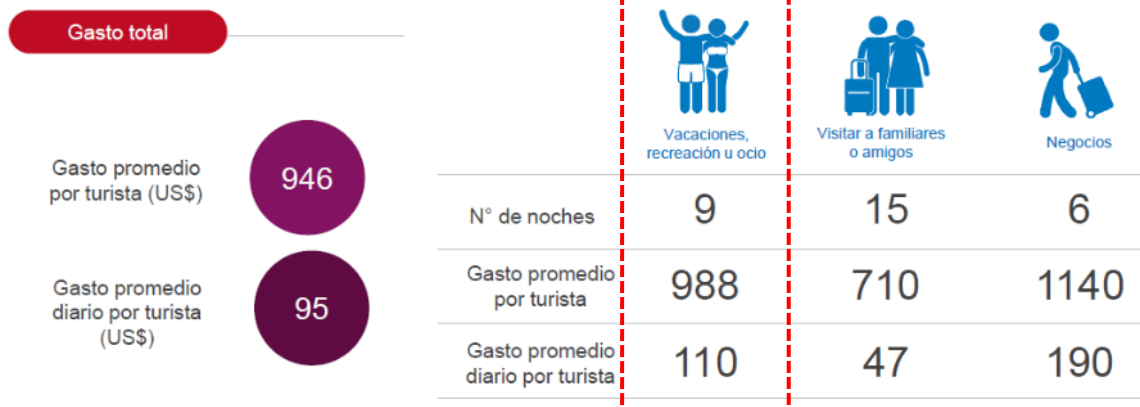 Gasto total
Gasto promedio
por turista (US$)
946
Gasto promedio
diario por turista
(US$)
95
Vacaciones,
recreación u ocio
Visitar a familiares
o amigos
Negocios
N° de noches
9
15
6
Gasto promedio
por turista
988
710
1140
Gasto promedio
diario por turista
110
47
190